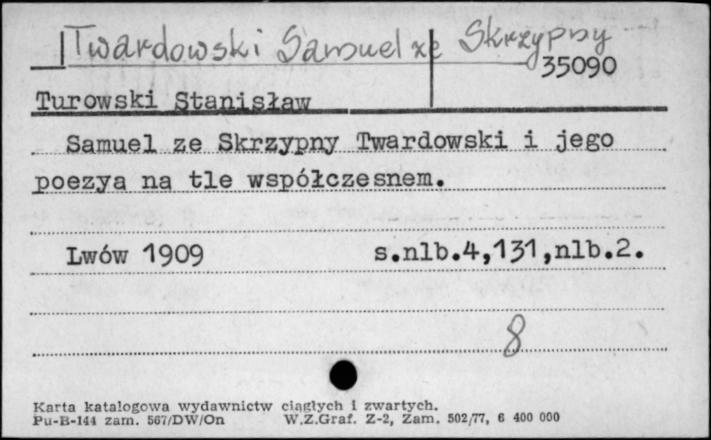 Twardowski Samuel ze Skrzypny
35090
Turowski Stanisław
Samuel ze Skrzypny Twardowski i jego
poezya na tle współczesnem.
Lwów 1909 s.nlb.4,131,nlb.2.
8
Karta katalogowa wydawnictw ciągłych i zwartych.
Pu-B-144 zam. 567/DW/On W.Z.Graf. Z-2, Zam. 502/77, 6 400 000